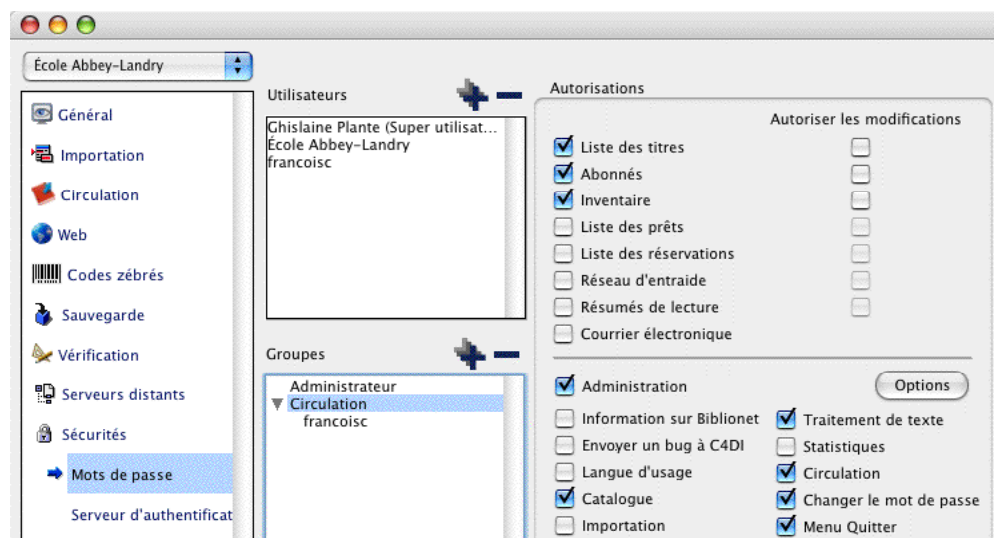 École Abbey-Landry
Général
Importation
Circulation
Web
Codes zébrés
Sauvegarde
Vérification
Serveurs distants
Sécurités
Mots de passe
Serveur d'authentificat
Utilisateurs
Ghislaine Plante (Super utilisat...
École Abbey-Landry
francoisc
Groupes
Administrateur
Circulation
francoisc
Autorisations
Autoriser les modifications
Liste des titres
Abonnés
Inventaire
Liste des prêts
Liste des réservations
Réseau d'entraide
Résumés de lecture
Courrier électronique
Administration
Options
Information sur Biblionet
Traitement de texte
Envoyer un bug à C4DI
Statistiques
Langue d'usage
Circulation
Catalogue
Changer le mot de passe
Importation
Menu Quitter